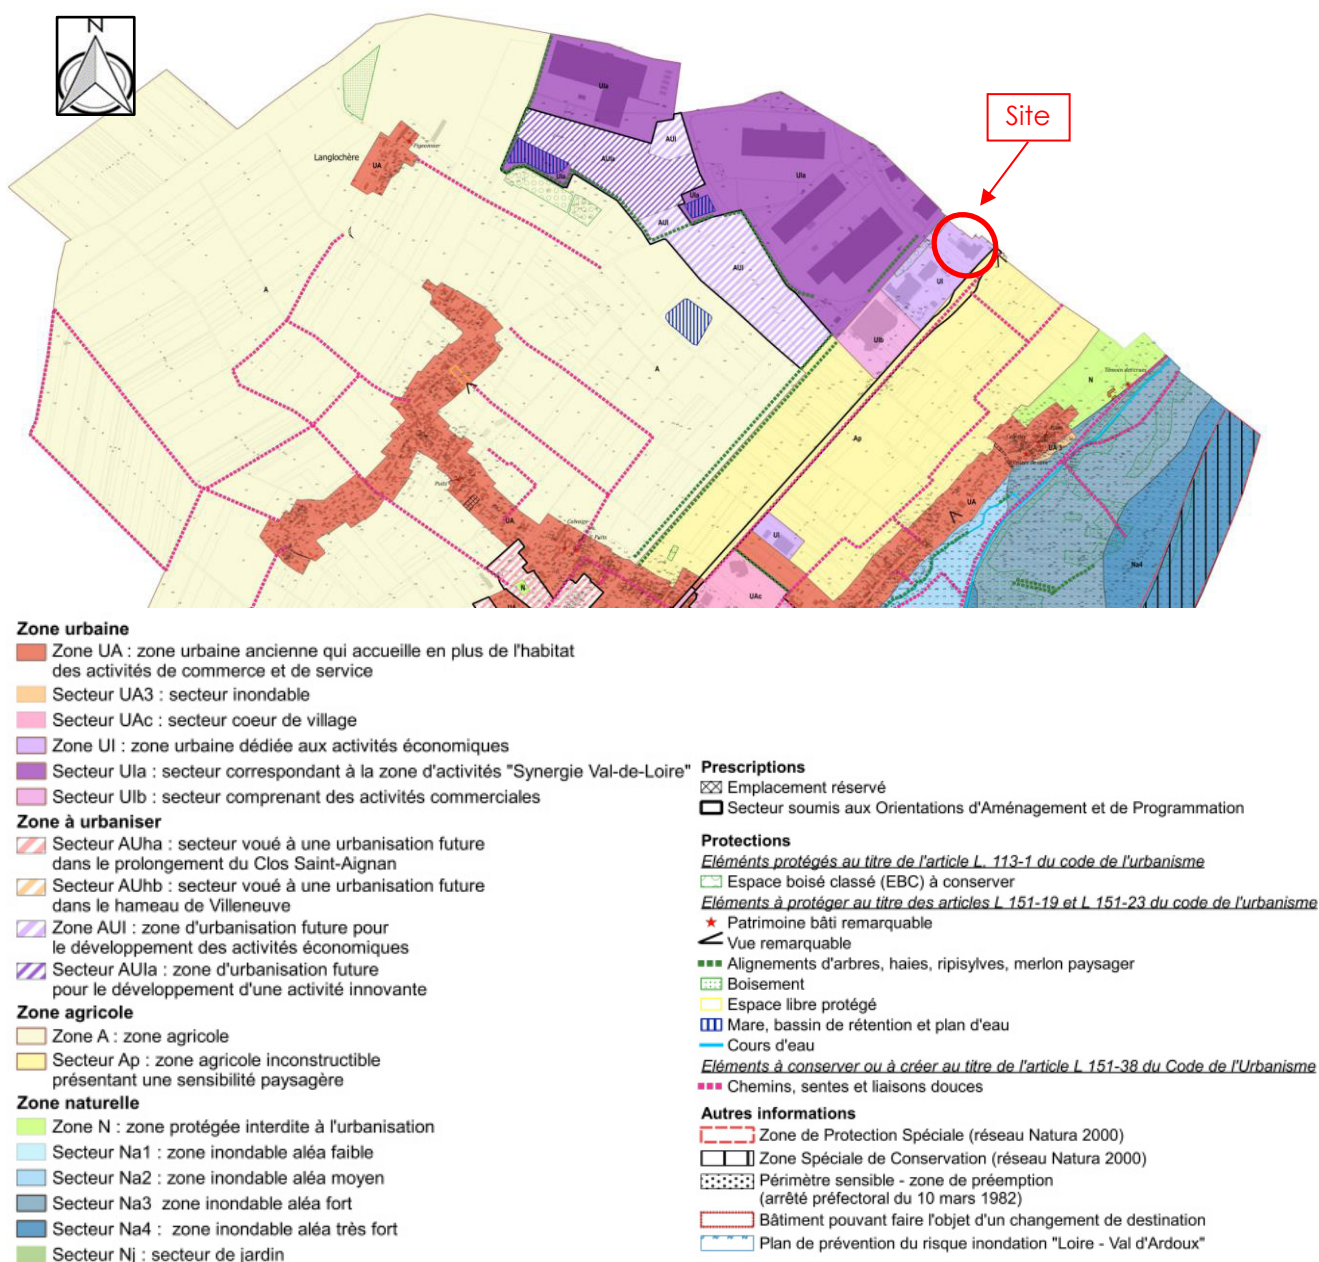 N
Site
UIa
AUI
AUIa
Pigeonnier
Langlochère
UA
UIa
UIa
UIa
AUI
AUI
A
UI
UIb
A
N
Ap
UA3
UA
Puits
UA
Calvaire
Puits
UI
Na4
N
UAc
UA
Zone urbaine
Zone UA : zone urbaine ancienne qui accueille en plus de l'habitat
des activités de commerce et de service
Secteur UA3 : secteur inondable
Secteur UAc : secteur coeur de village
Zone UI : zone urbaine dédiée aux activités économiques
Secteur UIa : secteur correspondant à la zone d'activités "Synergie Val-de-Loire"
Secteur UIb : secteur comprenant des activités commerciales
Zone à urbaniser
Secteur AUha : secteur voué à une urbanisation future
dans le prolongement du Clos Saint-Aignan
Secteur AUhb : secteur voué à une urbanisation future
dans le hameau de Villeneuve
Zone AUI : zone d'urbanisation future pour
le développement des activités économiques
Secteur AUIa : zone d'urbanisation future
pour le développement d'une activité innovante
Zone agricole
Zone A : zone agricole
Secteur Ap : zone agricole inconstructible
présentant une sensibilité paysagère
Zone naturelle
Zone N : zone protégée interdite à l'urbanisation
Secteur Na1 : zone inondable aléa faible
Secteur Na2 : zone inondable aléa moyen
Secteur Na3 zone inondable aléa fort
Secteur Na4 : zone inondable aléa très fort
Secteur Nj : secteur de jardin
Prescriptions
Emplacement réservé
Secteur soumis aux Orientations d'Aménagement et de Programmation
Protections
Eléménts protégés au titre de l'article L. 113-1 du code de l'urbanisme
Espace boisé classé (EBC) à conserver
Eléments à protéger au titre des articles L 151-19 et L 151-23 du code de l'urbanisme
Patrimoine bâti remarquable
Vue remarquable
Alignements d'arbres, haies, ripisylves, merlon paysager
Boisement
Espace libre protégé
Mare, bassin de rétention et plan d'eau
Cours d'eau
Eléments à conserver ou à créer au titre de l'article L 151-38 du Code de l'Urbanisme
Chemins, sentes et liaisons douces
Autres informations
Zone de Protection Spéciale (réseau Natura 2000)
Zone Spéciale de Conservation (réseau Natura 2000)
Périmètre sensible - zone de préemption
(arrêté préfectoral du 10 mars 1982)
Bâtiment pouvant faire l'objet d'un changement de destination
Plan de prévention du risque inondation "Loire - Val d'Ardoux"